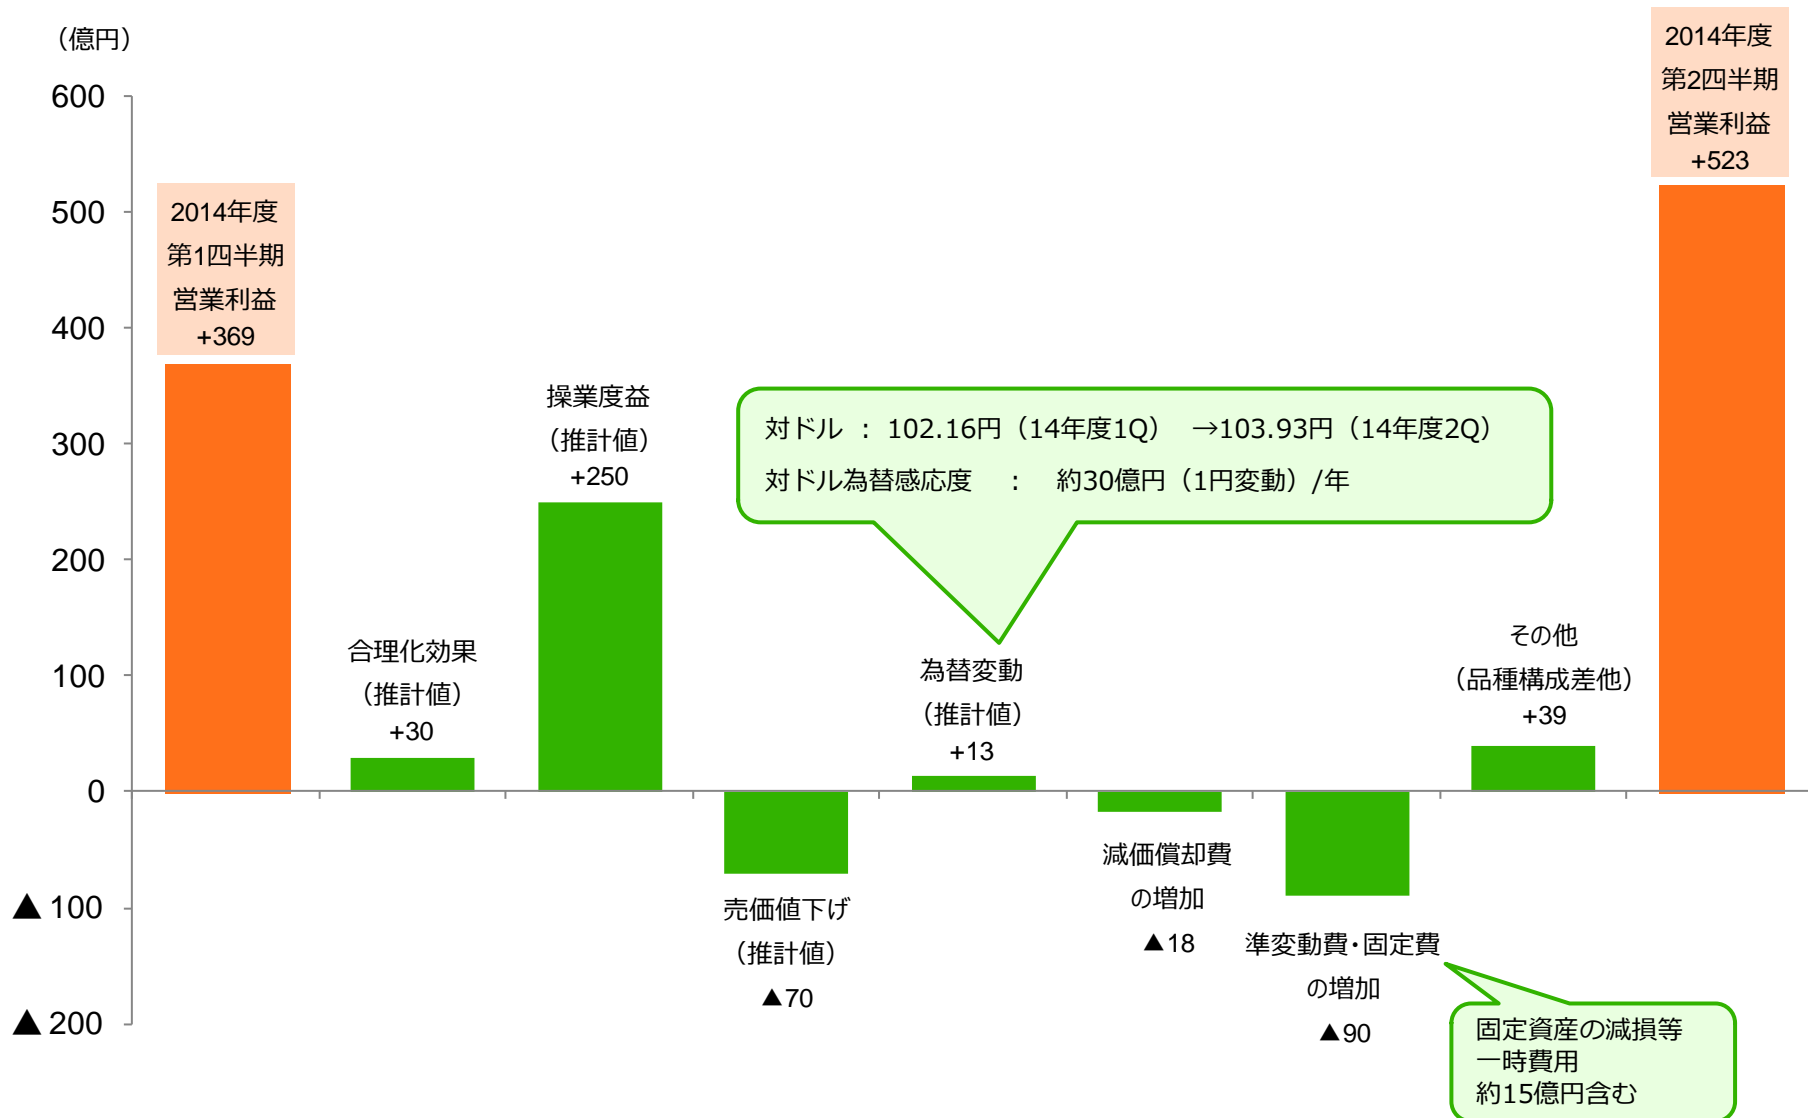 （億円）
600
500
400
300
200
100
0
▲ 100
▲ 200
2014年度
第1四半期
営業利益
+369
合理化効果
（推計値）
+30
操業度益
（推計値）
+250
売価値下げ
（推計値）
▲70
対ドル ： 102.16円（14年度1Q） →103.93円（14年度2Q）
対ドル為替感応度 ： 約30億円（1円変動）/年
為替変動
（推計値）
+13
減価償却費
の増加
▲18
準変動費・固定費
の増加
▲90
固定資産の減損等
一時費用
約15億円含む
その他
（品種構成差他）
+39
2014年度
第2四半期
営業利益
+523